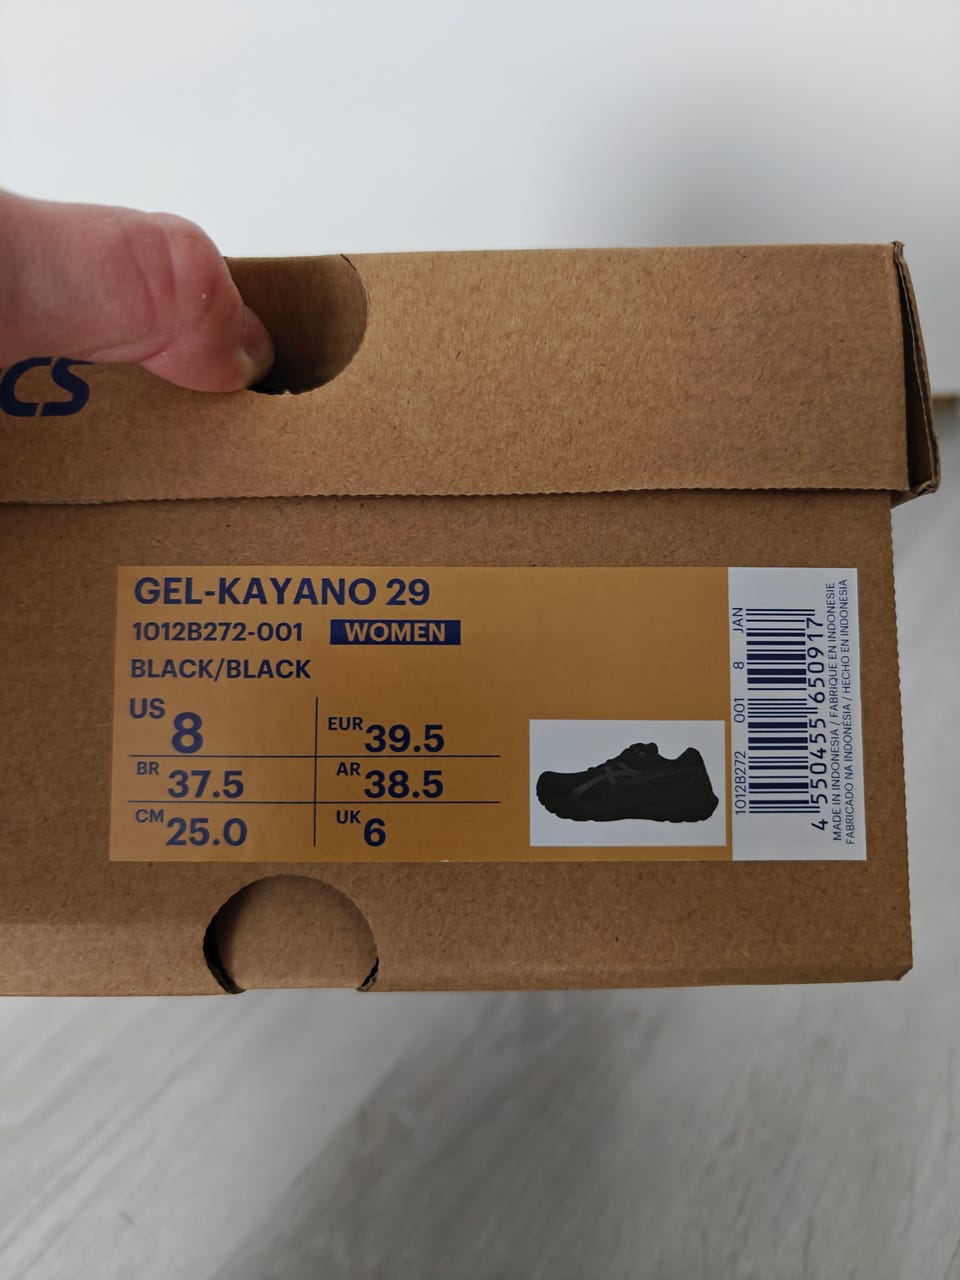 CS
GEL-KAYANO 29
1012B272-001 WOMEN
BLACK/BLACK
US 8 EUR 39.5
BR 37.5 AR 38.5
CM 25.0 UK 6
1012B272 001 8 JAN
4 550455 650917
MADE IN INDONESIA / FABRIQUE EN INDONESIE
FABRICADO NA INDONÉSIA / HECHO EN INDONESIA